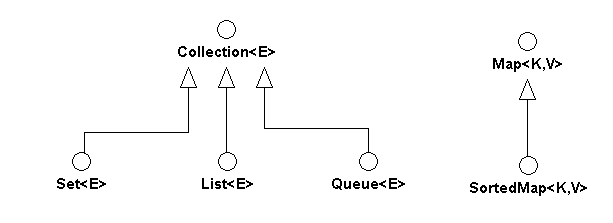 Collection<E>
Map<K,V>
Set<E>
List<E>
Queue<E>
SortedMap<K,V>